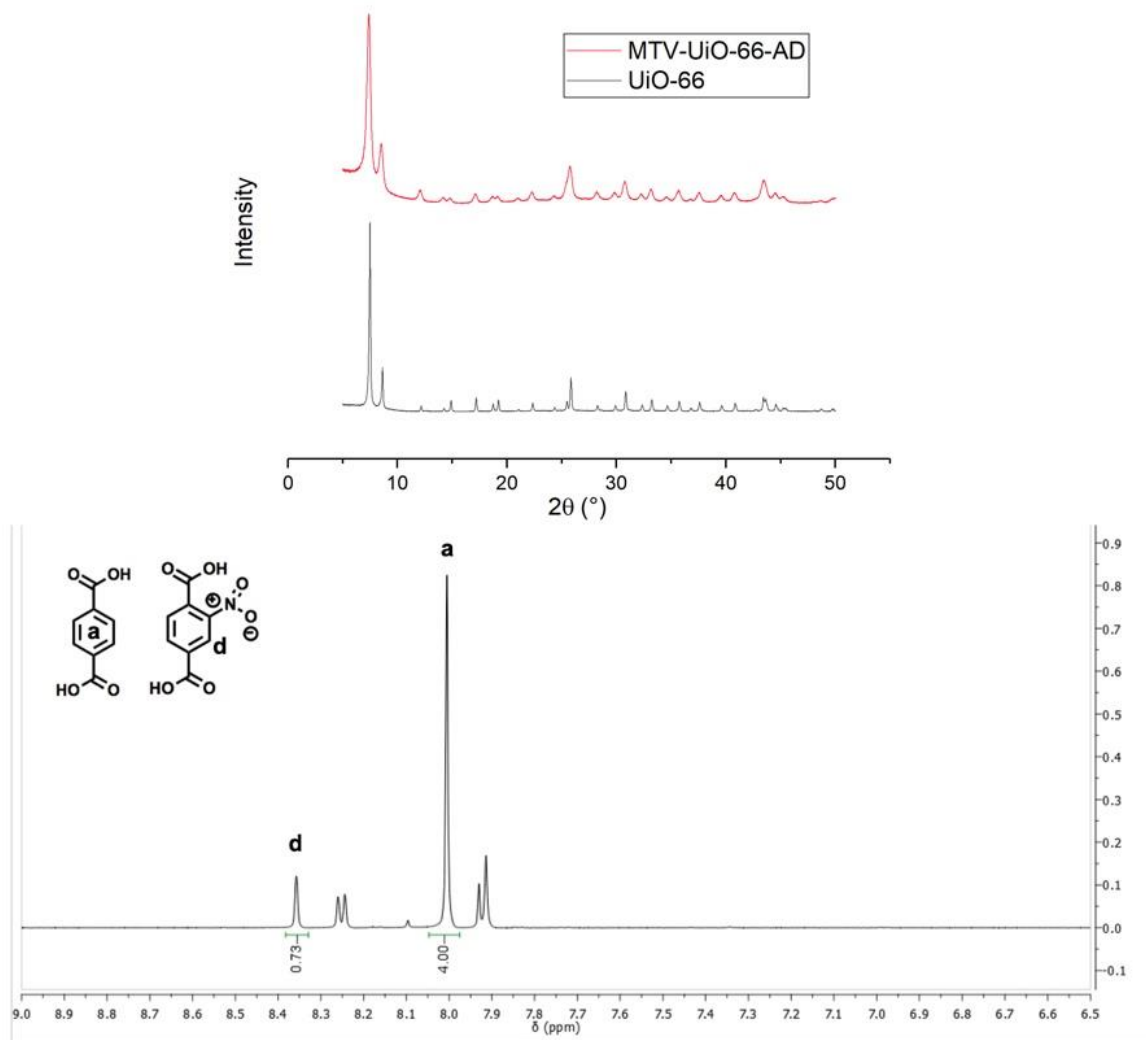 MTV-UiO-66-AD
UiO-66
Intensity
0 10 20 30 40 50
2θ (°)
a
O OH
O OH
a
⊕ N O
O
⊖
d
HO O
HO O
d
0.73
4.00
0.9
0.8
0.7
0.6
0.5
0.4
0.3
0.2
0.1
0.0
-0.1
9.0 8.9 8.8 8.7 8.6 8.5 8.4 8.3 8.2 8.1 8.0 7.9 7.8 7.7 7.6 7.5 7.4 7.3 7.2 7.1 7.0 6.9 6.8 6.7 6.6 6.5
δ (ppm)